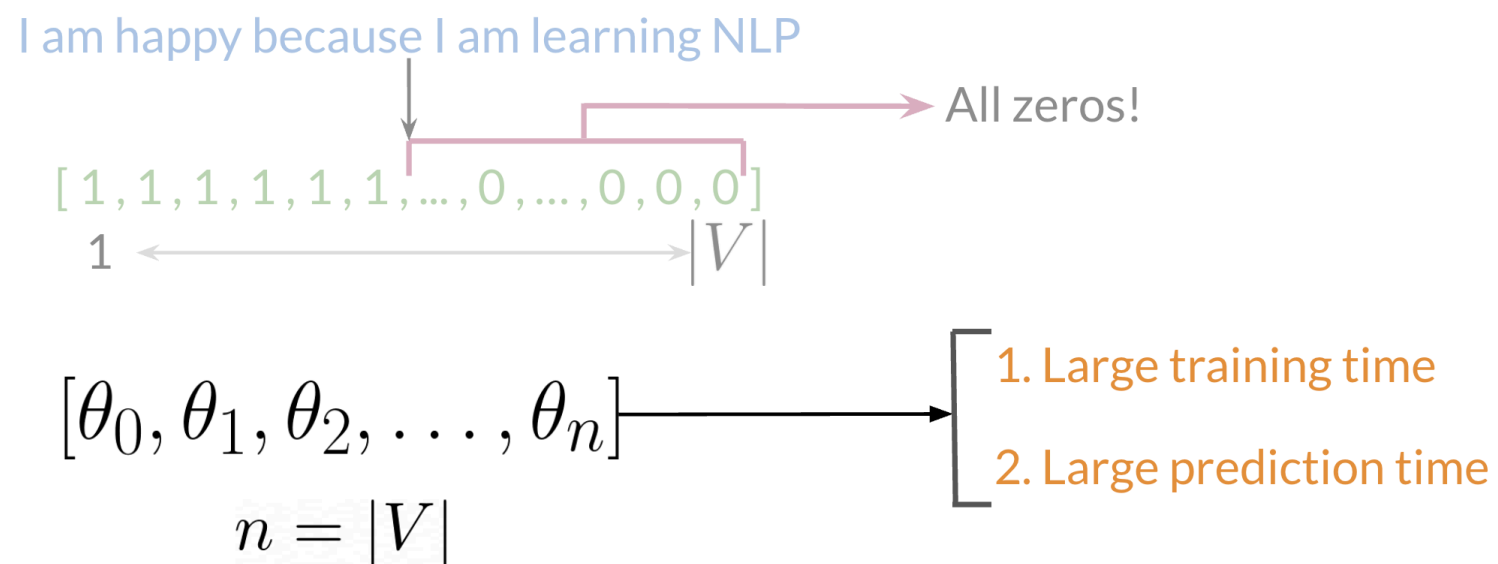 I am happy because I am learning NLP
All zeros!
[ 1 , 1 , 1 , 1 , 1 , 1 , ... , 0 , ... , 0 , 0 , 0 ]
1 |V|
[θ₀, θ₁, θ₂, . . . , θₙ]
1. Large training time
2. Large prediction time
n = |V|